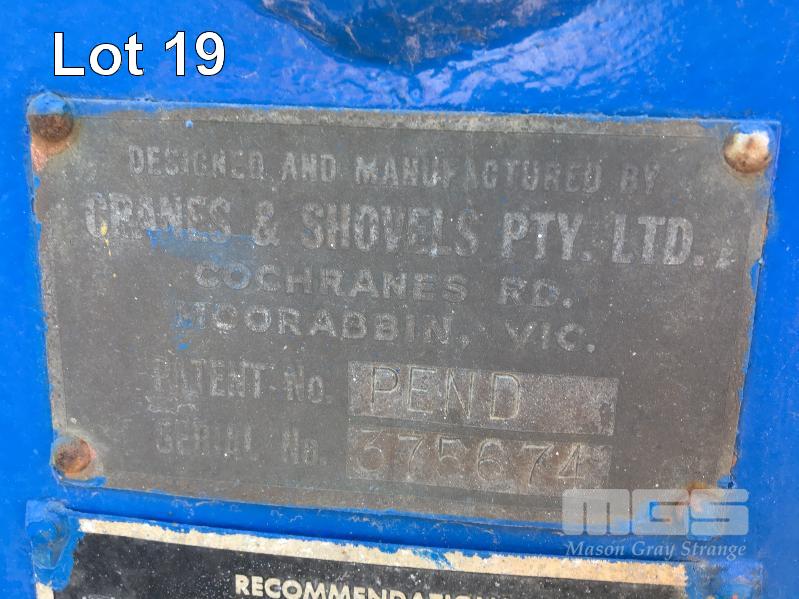 Lot 19
DESIGNED AND MANUFACTURED BY
CRANES & SHOVELS PTY. LTD.
COCHRANES RD.
MOORABBIN, VIC.
PATENT No. PEND
SERIAL No. 375674
MGS
Mason Gray Strange